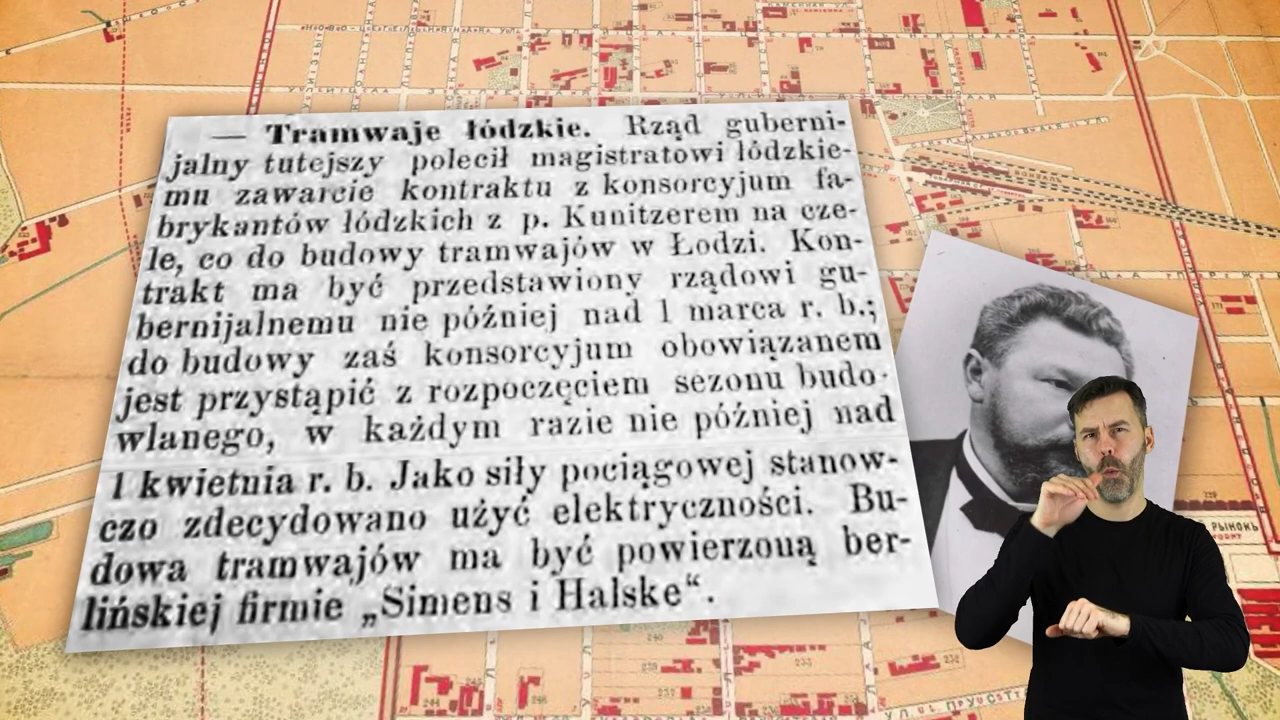 — Tramwaje łódzkie. Rząd guberni-
jalny tutejszy polecił magistratowi łódzkie-
mu zawarcie kontraktu z konsorcyjum fa-
brykantów łódzkich z p. Kunitzerem na cze-
le, co do budowy tramwajów w Łodzi. Kon-
trakt ma być przedstawiony rządowi gu-
bernijalnemu nie później nad 1 marca r. b.;
do budowy zaś konsorcyjum obowiązanem
jest przystąpić z rozpoczęciem sezonu budo-
wlanego, w każdym razie nie później nad
1 kwietnia r. b. Jako siły pociągowej stanow-
czo zdecydowano użyć elektryczności. Bu-
dowa tramwajów ma być powierzoną ber-
lińskiej firmie „Simens i Halske“.
РЫНОКЪ